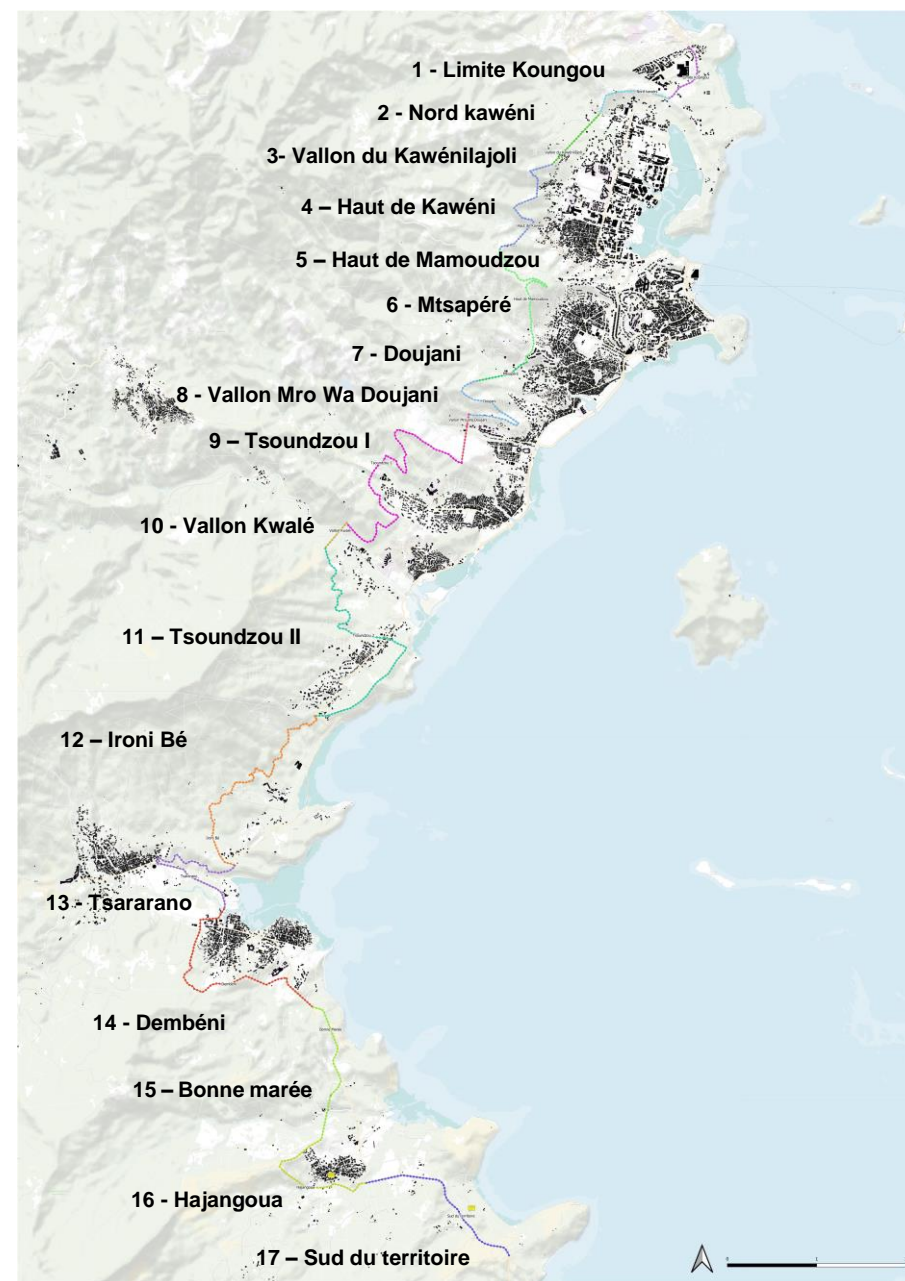 1 - Limite Koungou
2 - Nord kawéni
3- Vallon du Kawénilajoli
4 – Haut de Kawéni
5 – Haut de Mamoudzou
6 - Mtsapéré
7 - Doujani
8 - Vallon Mro Wa Doujani
9 – Tsoundzou I
10 - Vallon Kwalé
11 – Tsoundzou II
12 – Ironi Bé
13 - Tsararano
14 - Dembéni
15 – Bonne marée
16 - Hajangoua
17 – Sud du territoire